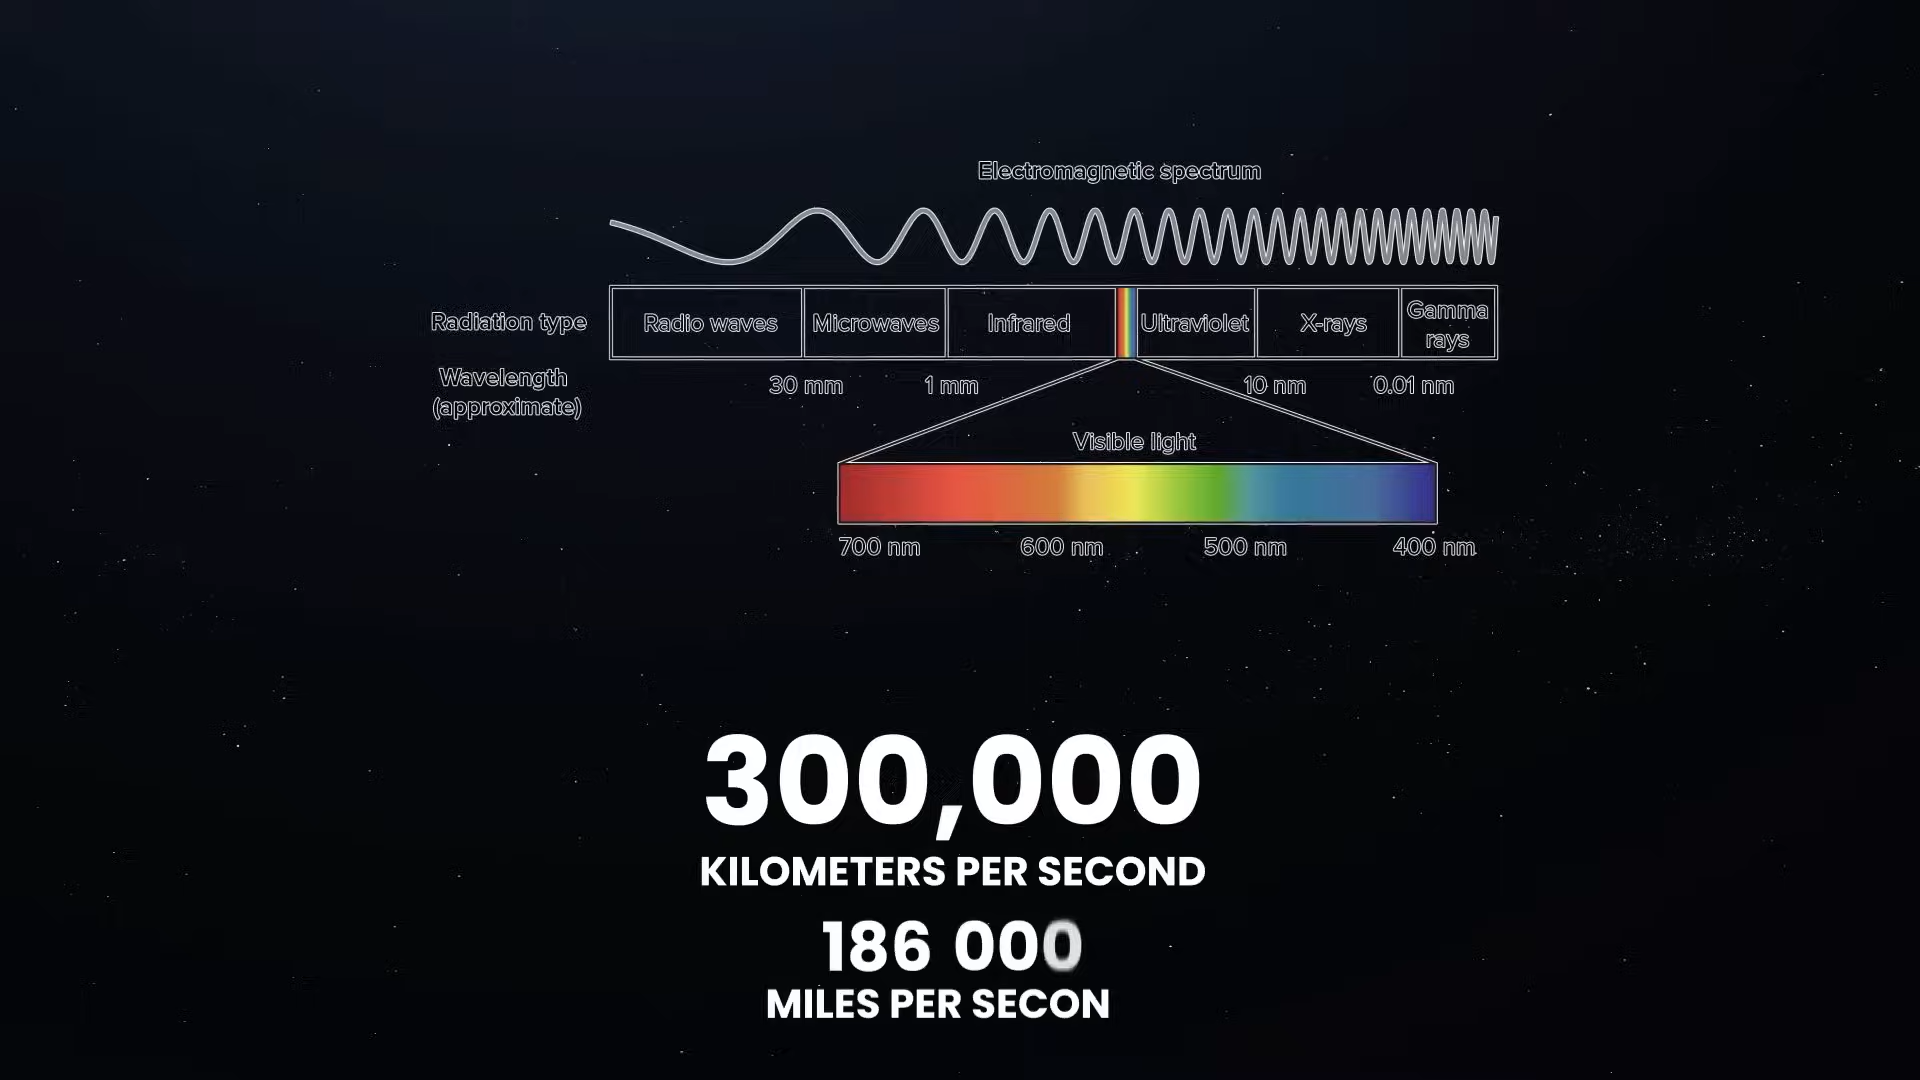 Electromagnetic spectrum
Radiation type
Radio waves
Microwaves
Infrared
Ultraviolet
X-rays
Gamma
rays
Wavelength
(approximate)
30 mm
1 mm
10 nm
0.01 nm
Visible light
700 nm
600 nm
500 nm
400 nm
300,000
KILOMETERS PER SECOND
186 000
MILES PER SECON